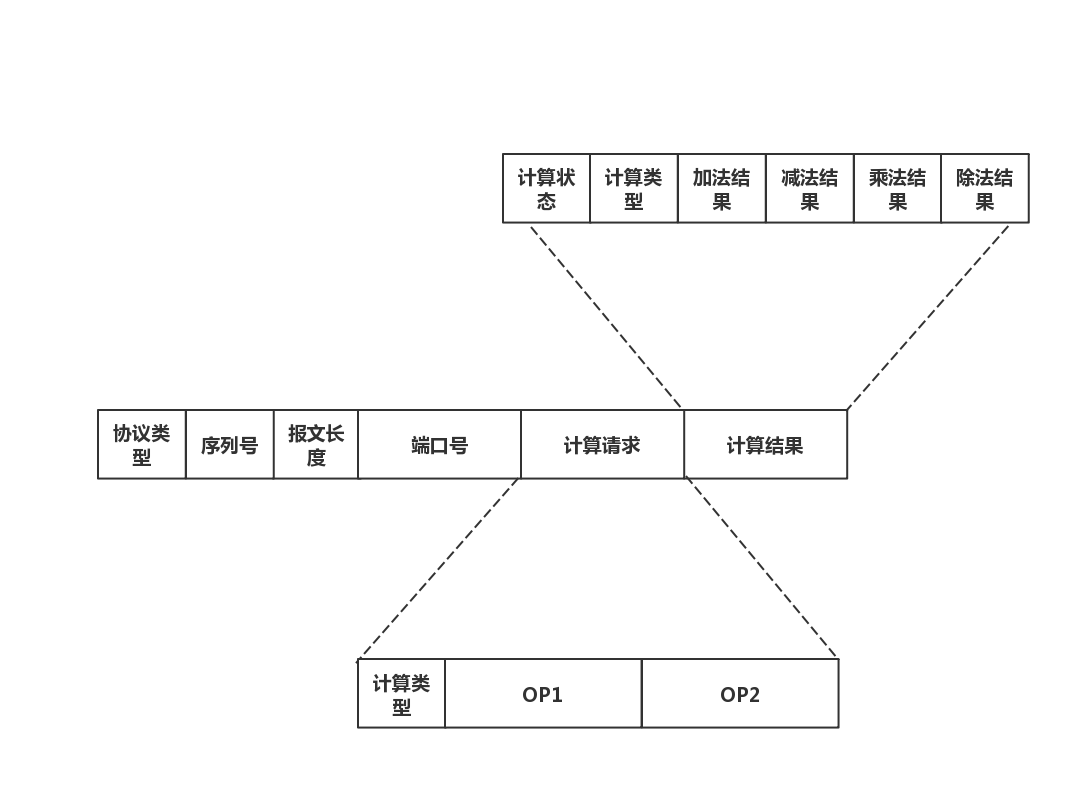 计算状
态
计算类
型
加法结
果
减法结
果
乘法结
果
除法结
果
协议类
型
序列号
报文长
度
端口号
计算请求
计算结果
计算类
型
OP1
OP2